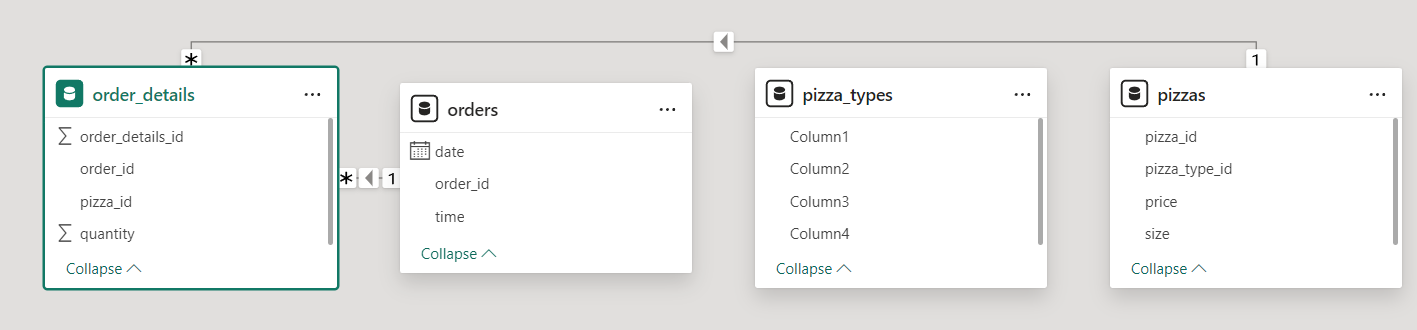 *
1
order_details
...
order_details_id
order_id
pizza_id
quantity
Collapse
* 1
orders
...
date
order_id
time
Collapse
pizza_types
...
Column1
Column2
Column3
Column4
Collapse
pizzas
...
pizza_id
pizza_type_id
price
size
Collapse